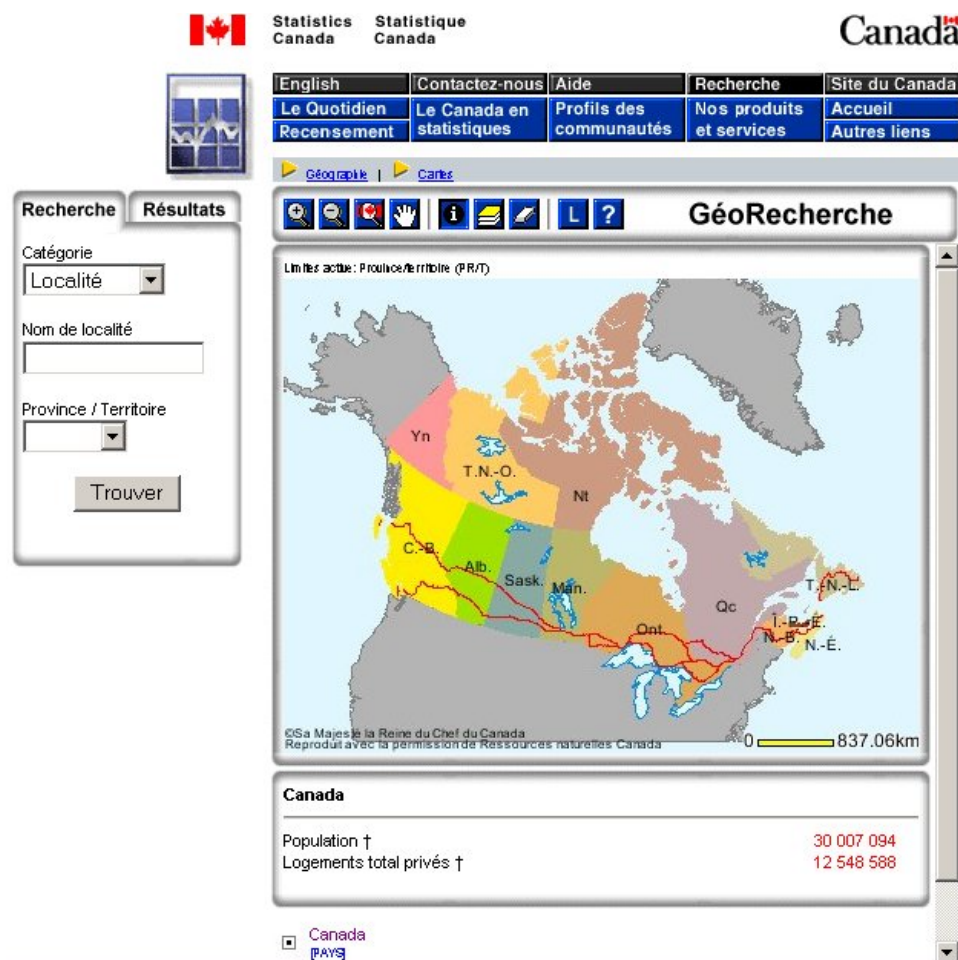 Statistics Statistique
Canada Canada
Canada
English Contactez-nous Aide Recherche Site du Canada
Le Quotidien Le Canada en statistiques Profils des communautés Nos produits et services Accueil
Recensement Autres liens
Géographie | Cartes
Recherche Résultats
GéoRecherche
L ?
Catégorie
Localité
Nom de localité
Province / Territoire
Trouver
Limites active: Province/territoire (PR/T)
Yn
T.N.-O.
Nt
C.-B.
Alb.
Sask.
Man.
Ont.
Qc
T.-N.-L.
Î.-P.-É.
N.-B.
N.-É.
©Sa Majesté la Reine du Chef du Canada
Reproduit avec la permission de Ressources naturelles Canada
0 837.06km
Canada
Population † 30 007 094
Logements total privés † 12 548 588
Canada
[PAYS]